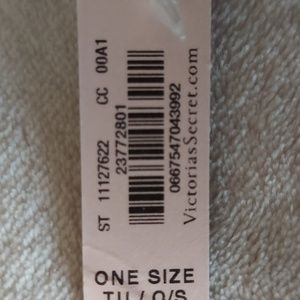 ST 11127622 CC 00A1
23772801
0667547043992
VictoriasSecret.com
ONE SIZE
TU / O/S